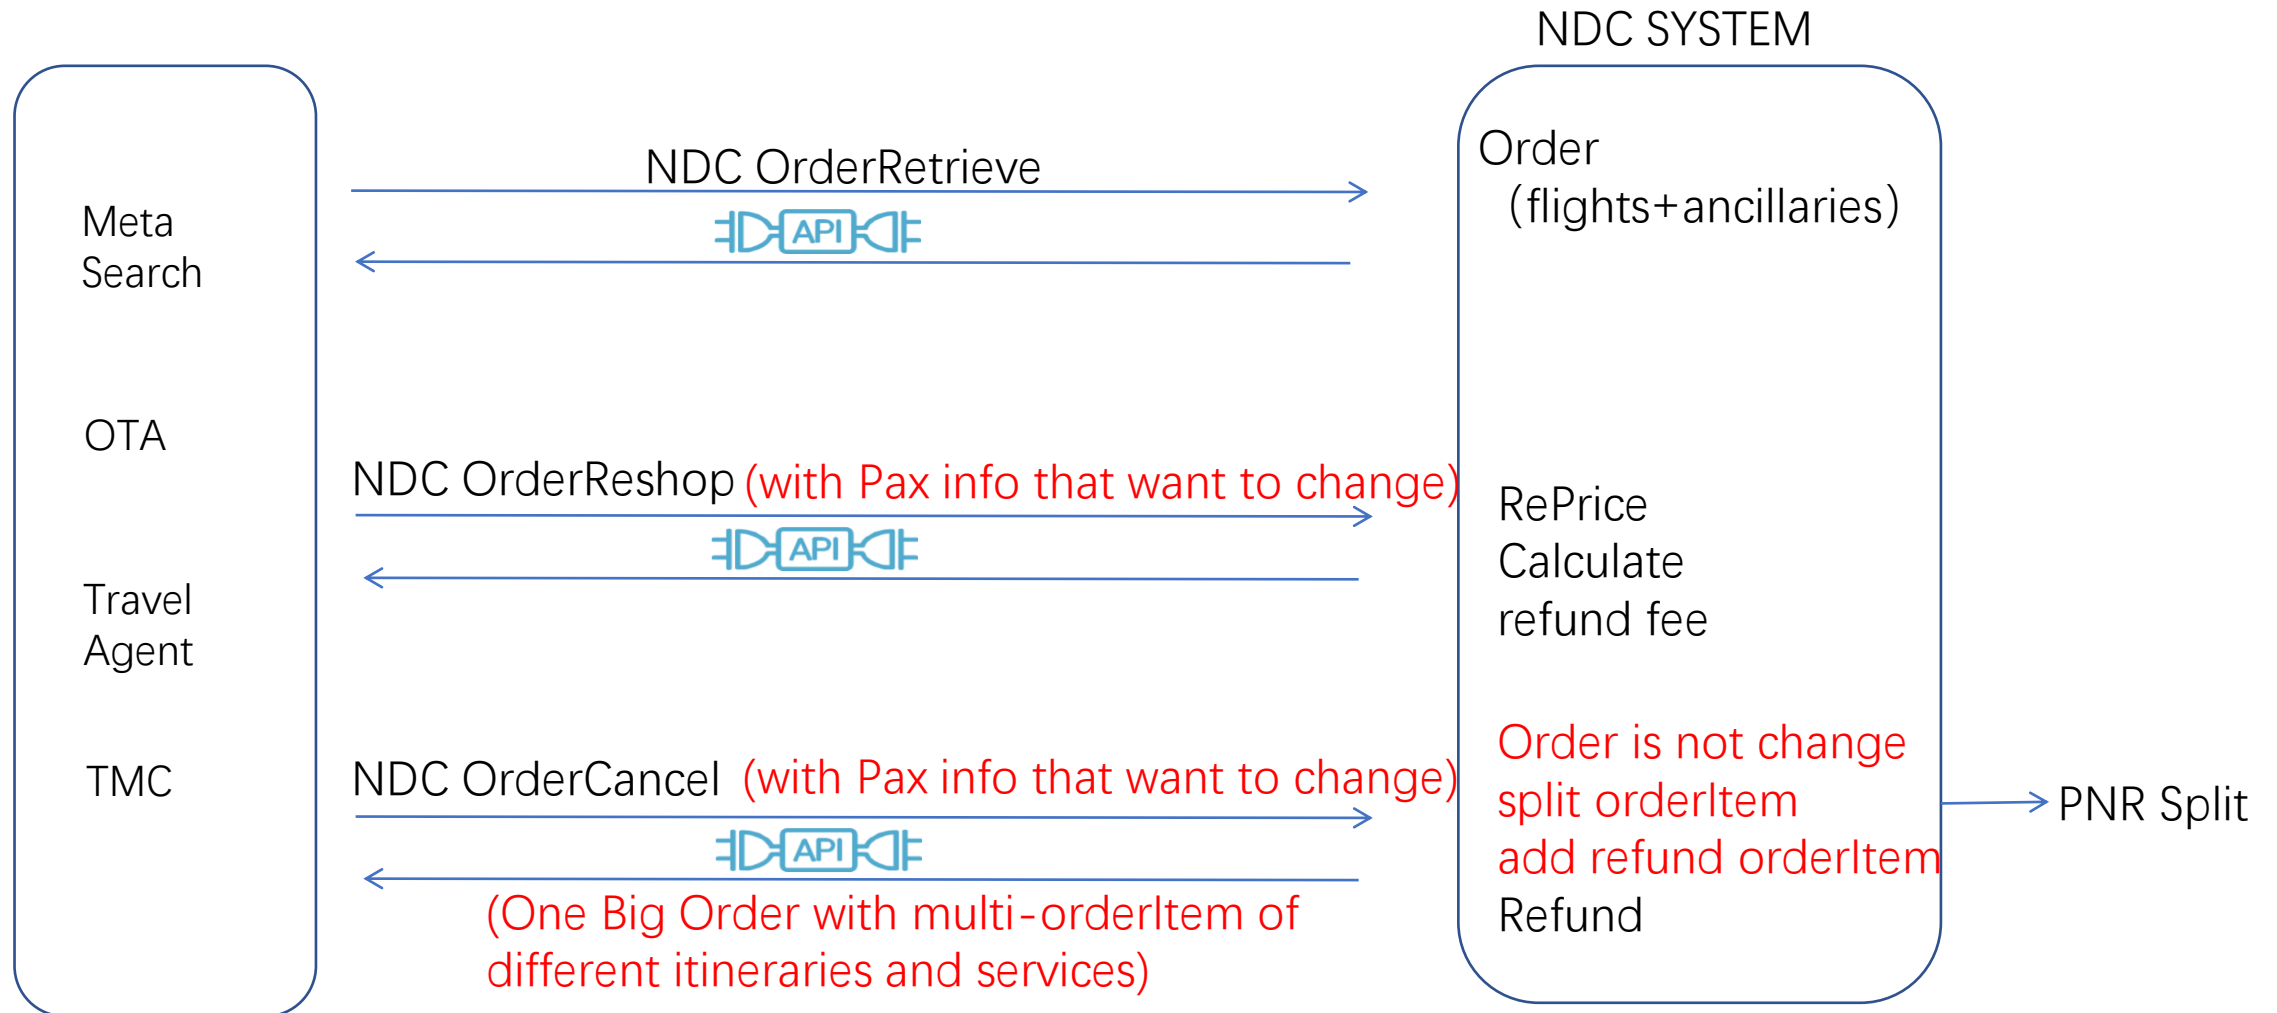 NDC SYSTEM
Meta
Search
OTA
Travel
Agent
TMC
NDC OrderRetrieve
API
NDC OrderReshop (with Pax info that want to change)
API
NDC OrderCancel (with Pax info that want to change)
API
(One Big Order with multi-orderItem of
different itineraries and services)
Order
(flights+ancillaries)
RePrice
Calculate
refund fee
Order is not change
split orderItem
add refund orderItem
Refund
PNR Split